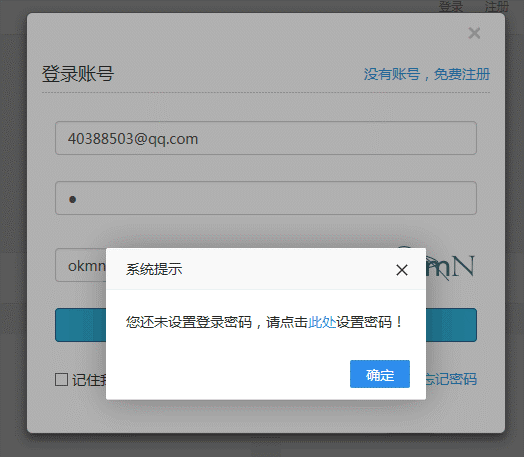 登录 注册
×
登录账号 没有账号，免费注册
40388503@qq.com
●
okmn mN
系统提示 ×
您还未设置登录密码，请点击此处设置密码！
确定
记住 忘记密码